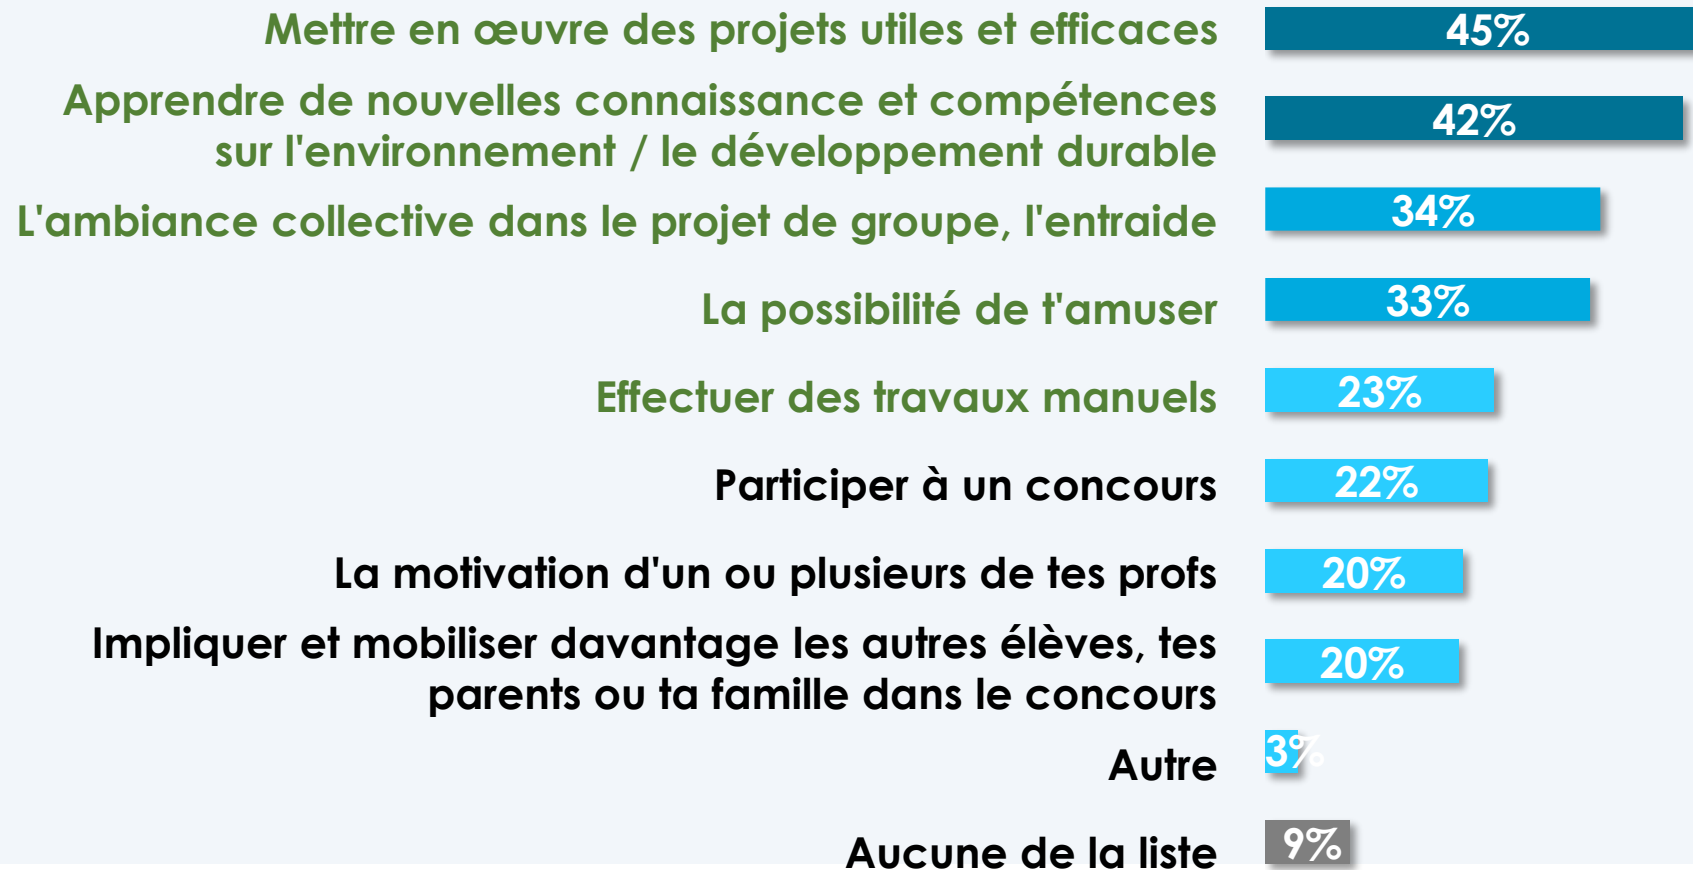 Mettre en œuvre des projets utiles et efficaces 45%
Apprendre de nouvelles connaissance et compétences
sur l'environnement / le développement durable 42%
L'ambiance collective dans le projet de groupe, l'entraide 34%
La possibilité de t'amuser 33%
Effectuer des travaux manuels 23%
Participer à un concours 22%
La motivation d'un ou plusieurs de tes profs 20%
Impliquer et mobiliser davantage les autres élèves, tes
parents ou ta famille dans le concours 20%
Autre 3%
Aucune de la liste 9%